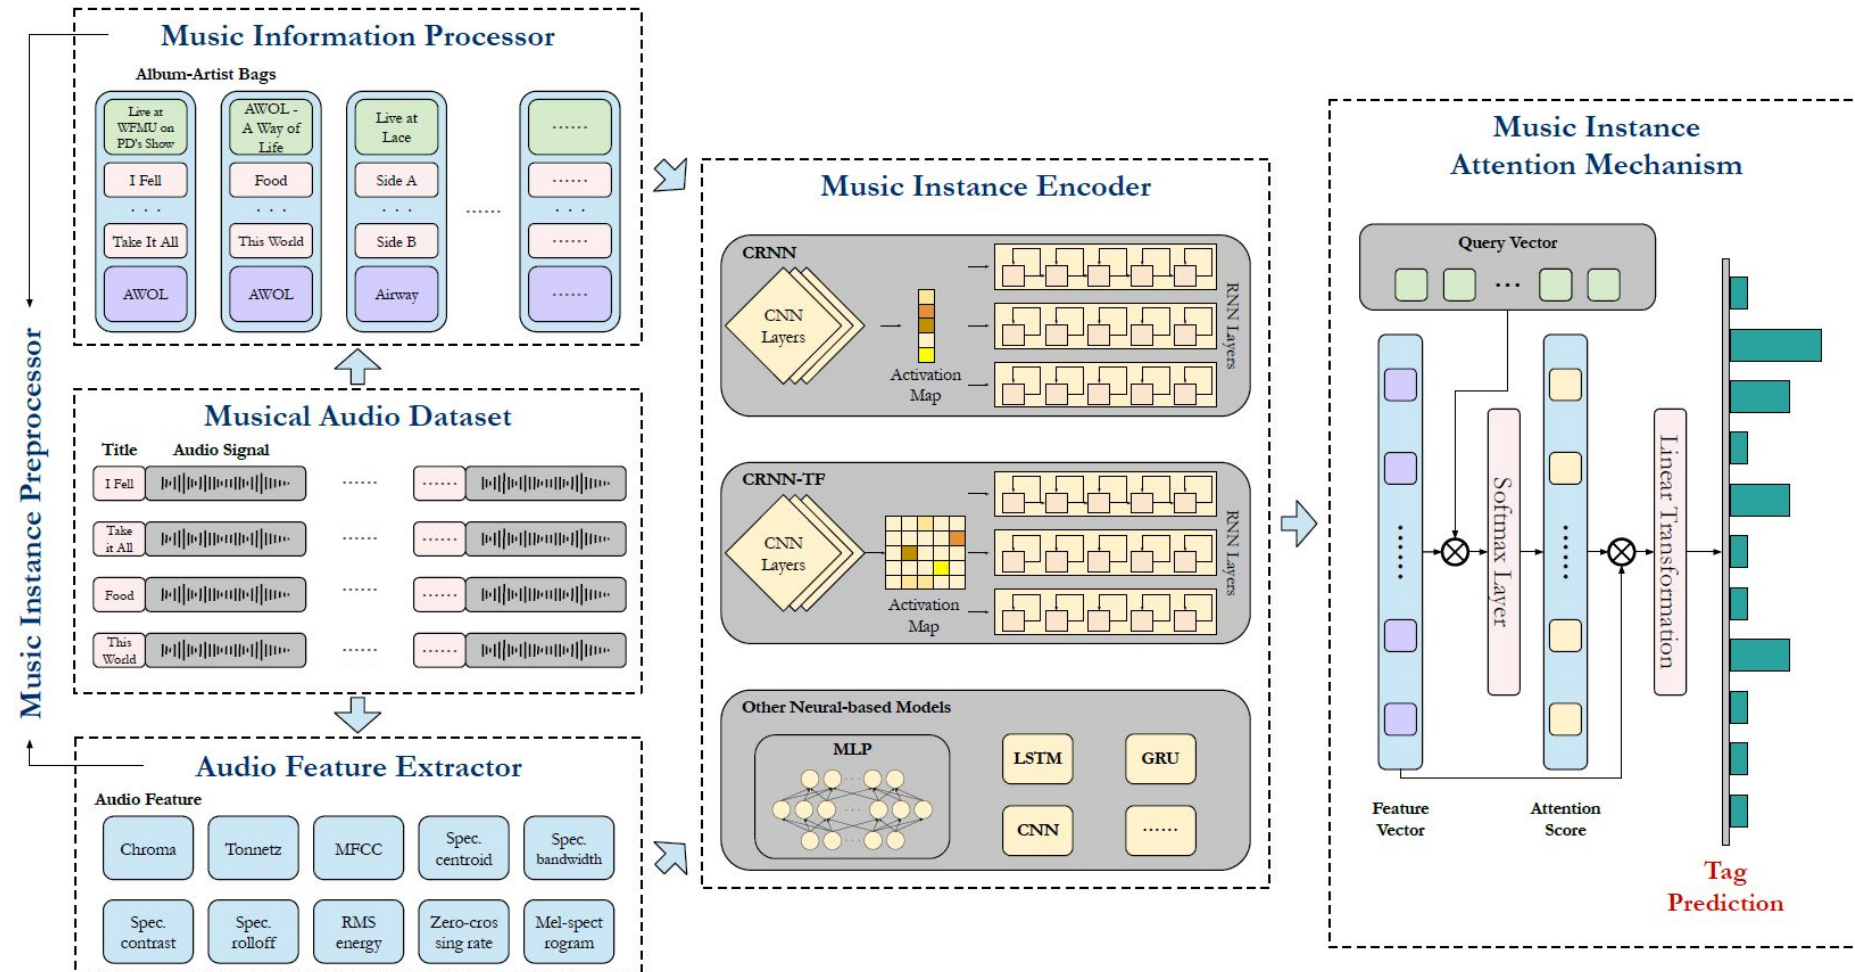 Music Instance Preprocessor
Music Information Processor
Album-Artist Bags
Live at
WFMU on
PD's Show
I Fell
. . .
Take It All
AWOL
AWOL -
A Way of
Life
Food
. . .
This World
AWOL
Live at
Lace
Side A
. . .
Side B
Airway
......
......
......
. . .
......
......
Musical Audio Dataset
Title
Audio Signal
I Fell
......
......
Take
it All
......
......
Food
......
......
This
World
......
......
Audio Feature Extractor
Audio Feature
Chroma
Tonnetz
MFCC
Spec.
centroid
Spec.
bandwidth
Spec.
contrast
Spec.
rolloff
RMS
energy
Zero-cros
sing rate
Mel-spect
rogram
Music Instance Encoder
CRNN
CNN
Layers
Activation
Map
RNN Layers
CRNN-TF
CNN
Layers
Activation
Map
RNN Layers
Other Neural-based Models
MLP
LSTM
GRU
CNN
......
Music Instance
Attention Mechanism
Query Vector
...
......
Softmax Layer
......
Linear Transformation
Feature
Vector
Attention
Score
Tag
Prediction